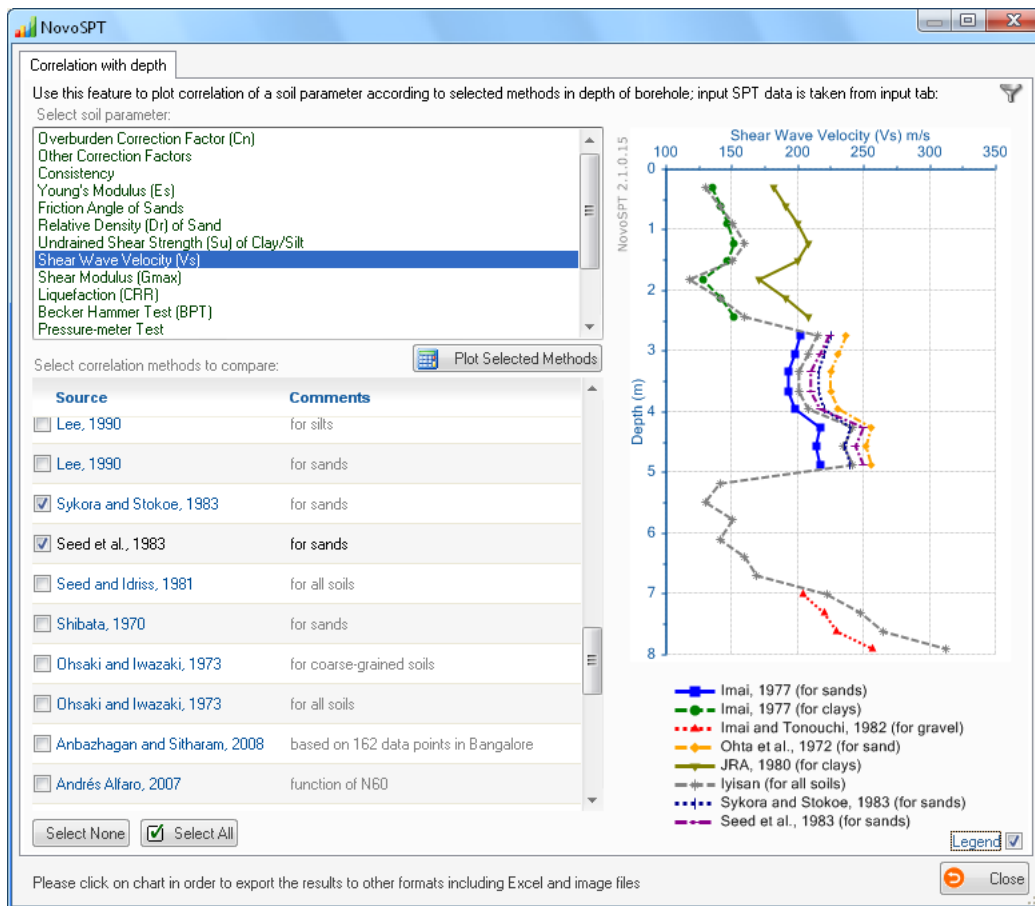 NovoSPT
Correlation with depth
Use this feature to plot correlation of a soil parameter according to selected methods in depth of borehole; input SPT data is taken from input tab:
Select soil parameter:
Overburden Correction Factor (Cn)
Other Correction Factors
Consistency
Young's Modulus (Es)
Friction Angle of Sands
Relative Density (Dr) of Sand
Undrained Shear Strength (Su) of Clay/Silt
Shear Wave Velocity (Vs)
Shear Modulus (Gmax)
Liquefaction (CRR)
Becker Hammer Test (BPT)
Pressure-meter Test
Select correlation methods to compare:
Plot Selected Methods
Source Comments
Lee, 1990 for silts
Lee, 1990 for sands
Sykora and Stokoe, 1983 for sands
Seed et al., 1983 for sands
Seed and Idriss, 1981 for all soils
Shibata, 1970 for sands
Ohsaki and Iwazaki, 1973 for coarse-grained soils
Ohsaki and Iwazaki, 1973 for all soils
Anbazhagan and Sitharam, 2008 based on 162 data points in Bangalore
Andrés Alfaro, 2007 function of N60
Select None
Select All
Shear Wave Velocity (Vs) m/s
100 150 200 250 300 350
NovoSPT 2.1.0.15
Depth (m)
0
1
2
3
4
5
6
7
8
Imai, 1977 (for sands)
Imai, 1977 (for clays)
Imai and Tonouchi, 1982 (for gravel)
Ohta et al., 1972 (for sand)
JRA, 1980 (for clays)
Iyisan (for all soils)
Sykora and Stokoe, 1983 (for sands)
Seed et al., 1983 (for sands)
Legend
Please click on chart in order to export the results to other formats including Excel and image files
Close